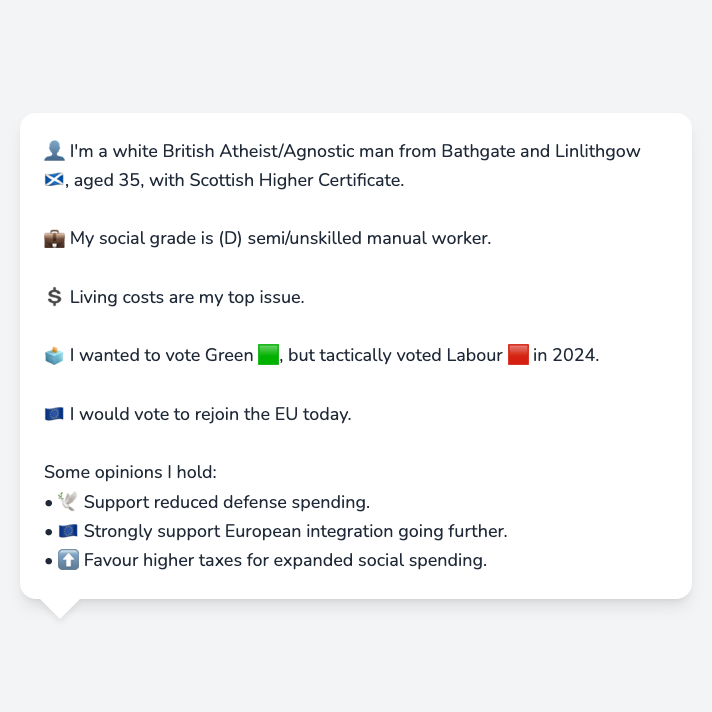 👤 I'm a white British Atheist/Agnostic man from Bathgate and Linlithgow
🏴󠁧󠁢󠁳󠁣󠁴󠁿, aged 35, with Scottish Higher Certificate.
💼 My social grade is (D) semi/unskilled manual worker.
💲 Living costs are my top issue.
🗳️ I wanted to vote Green 🟩, but tactically voted Labour 🟥 in 2024.
🇪🇺 I would vote to rejoin the EU today.
Some opinions I hold:
• 🕊️ Support reduced defense spending.
• 🇪🇺 Strongly support European integration going further.
• ⬆️ Favour higher taxes for expanded social spending.